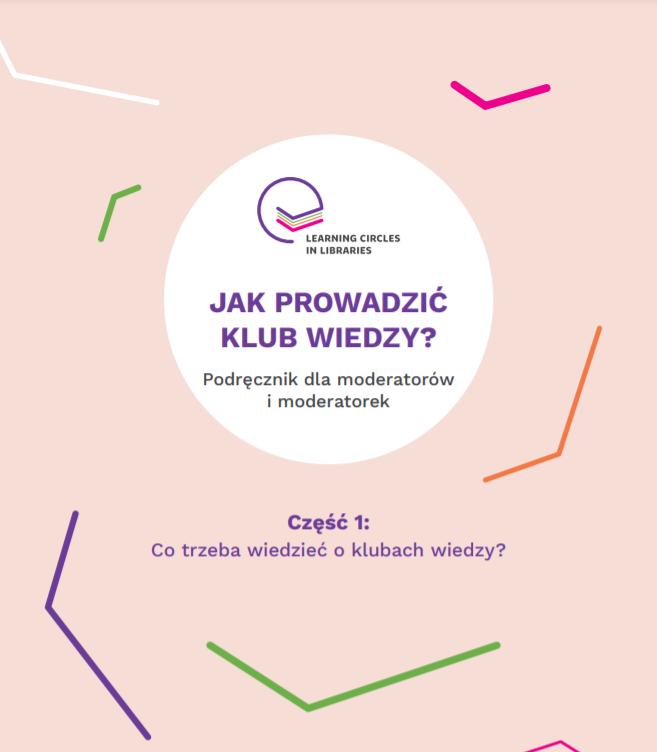 LEARNING CIRCLES
IN LIBRARIES
JAK PROWADZIĆ
KLUB WIEDZY?
Podręcznik dla moderatorów
i moderatorek
Część 1:
Co trzeba wiedzieć o klubach wiedzy?